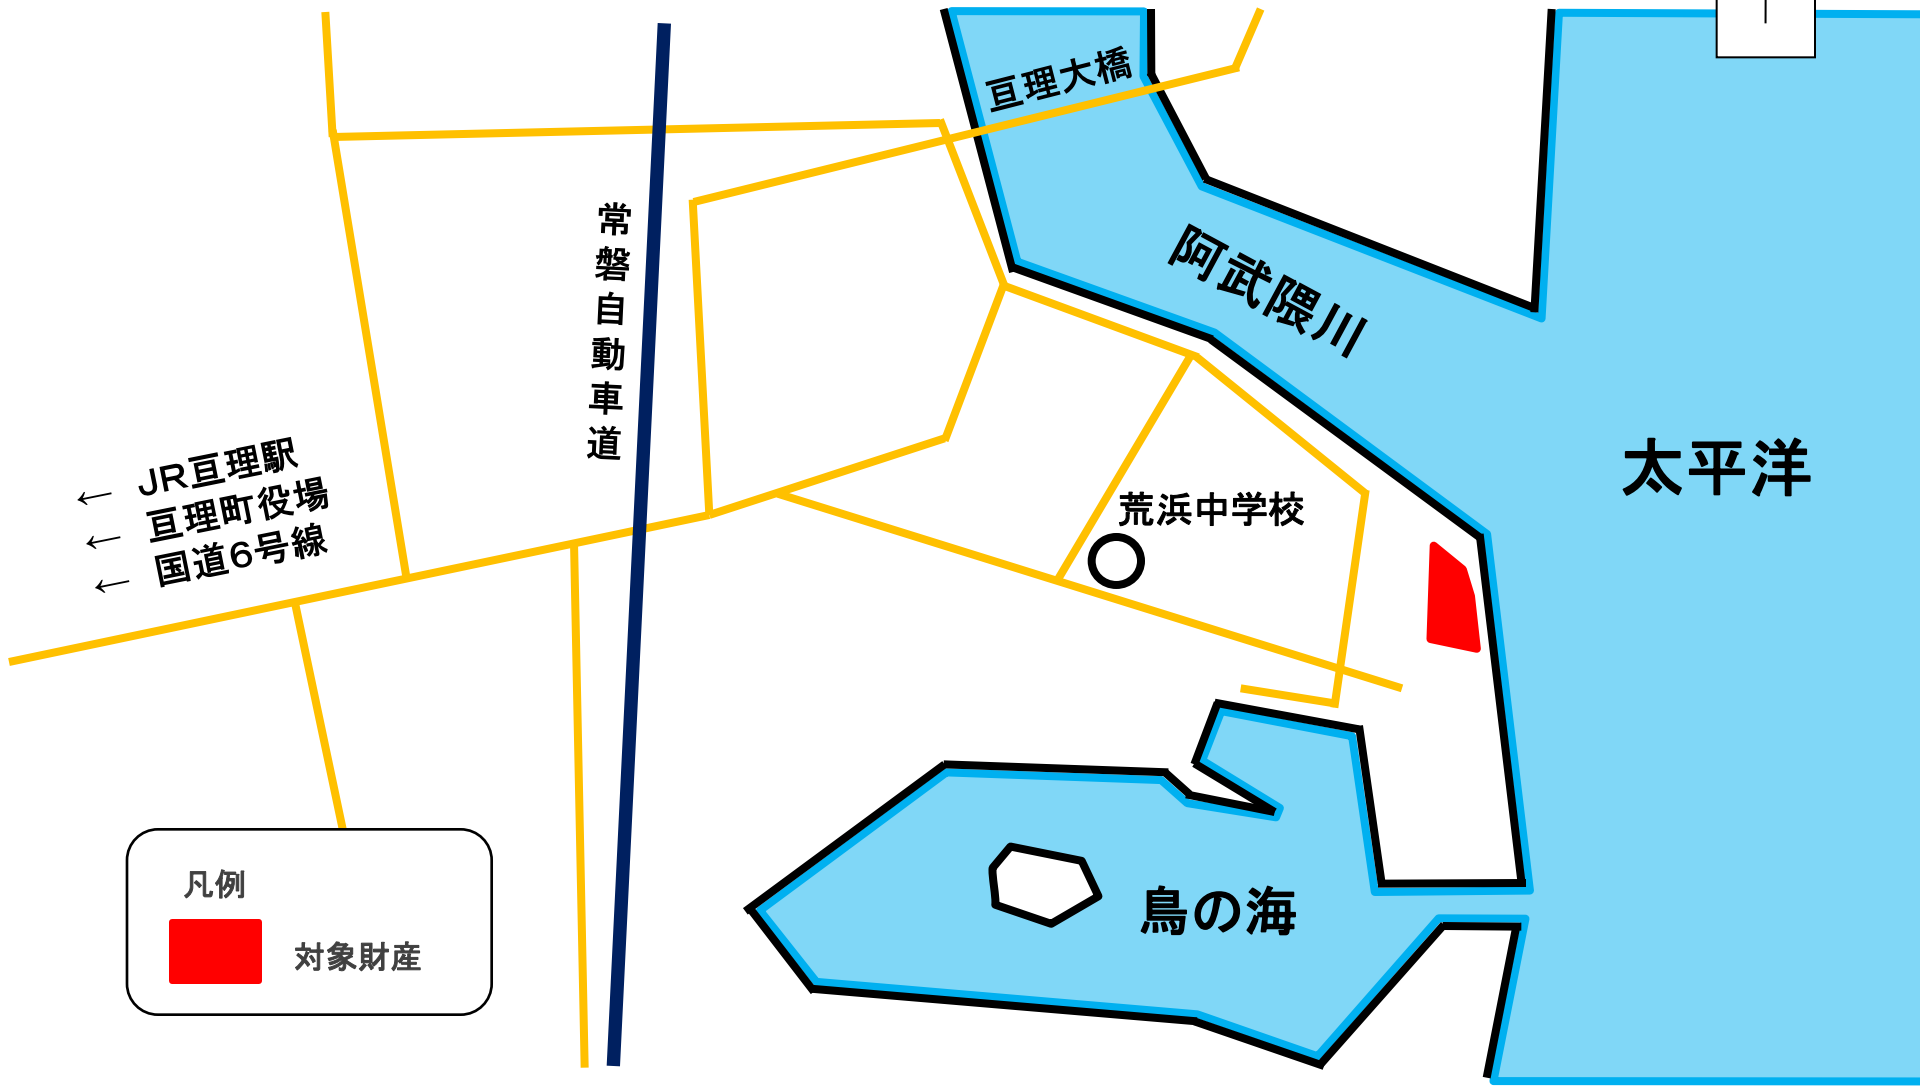 亘理大橋
常磐自動車道
阿武隈川
太平洋
← JR亘理駅
← 亘理町役場
← 国道6号線
荒浜中学校
鳥の海
凡例
対象財産